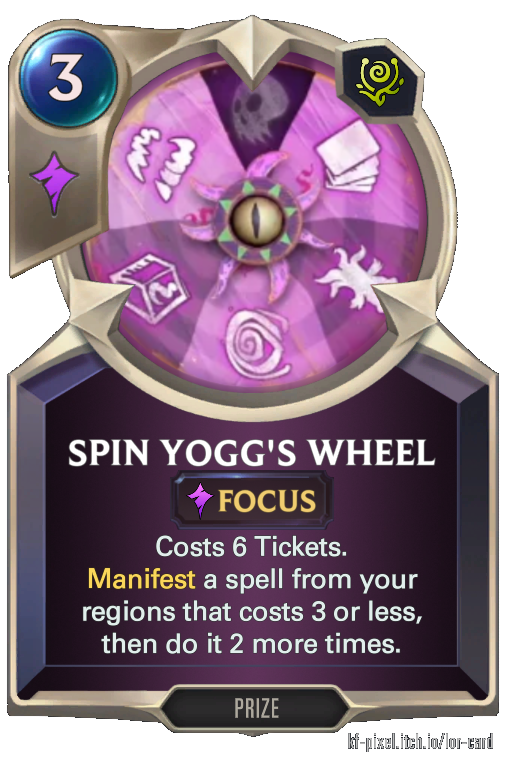 3
SPIN YOGG'S WHEEL
FOCUS
Costs 6 Tickets.
Manifest a spell from your
regions that costs 3 or less,
then do it 2 more times.
PRIZE
kf-pixel.itch.io/lor-card